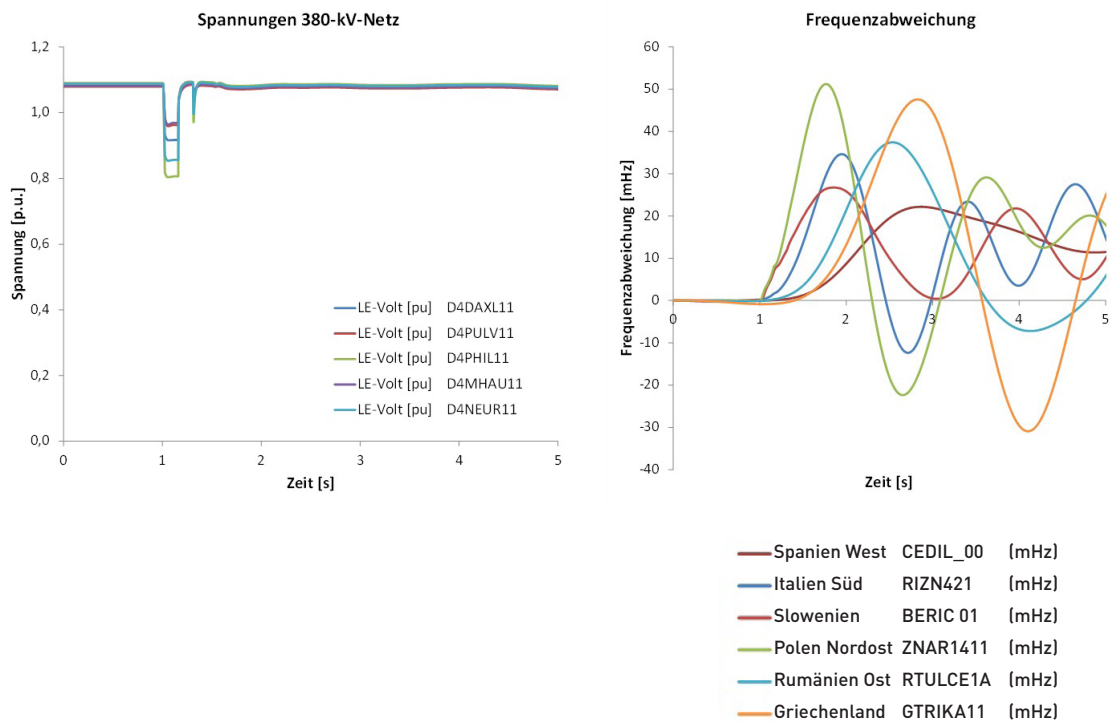 Spannungen 380-kV-Netz
Spannung [p.u.]
1,2
1,0
0,8
0,6
0,4
0,2
0,0
0 1 2 3 4 5
Zeit [s]
LE-Volt [pu] D4DAXL11
LE-Volt [pu] D4PULV11
LE-Volt [pu] D4PHIL11
LE-Volt [pu] D4MHAU11
LE-Volt [pu] D4NEUR11
Frequenzabweichung
Frequenzabweichung [mHz]
60
50
40
30
20
10
0
-10
-20
-30
-40
0 1 2 3 4 5
Zeit [s]
Spanien West CEDIL_00 (mHz)
Italien Süd RIZN421 (mHz)
Slowenien BERIC 01 (mHz)
Polen Nordost ZNAR1411 (mHz)
Rumänien Ost RTULCE1A (mHz)
Griechenland GTRIKA11 (mHz)